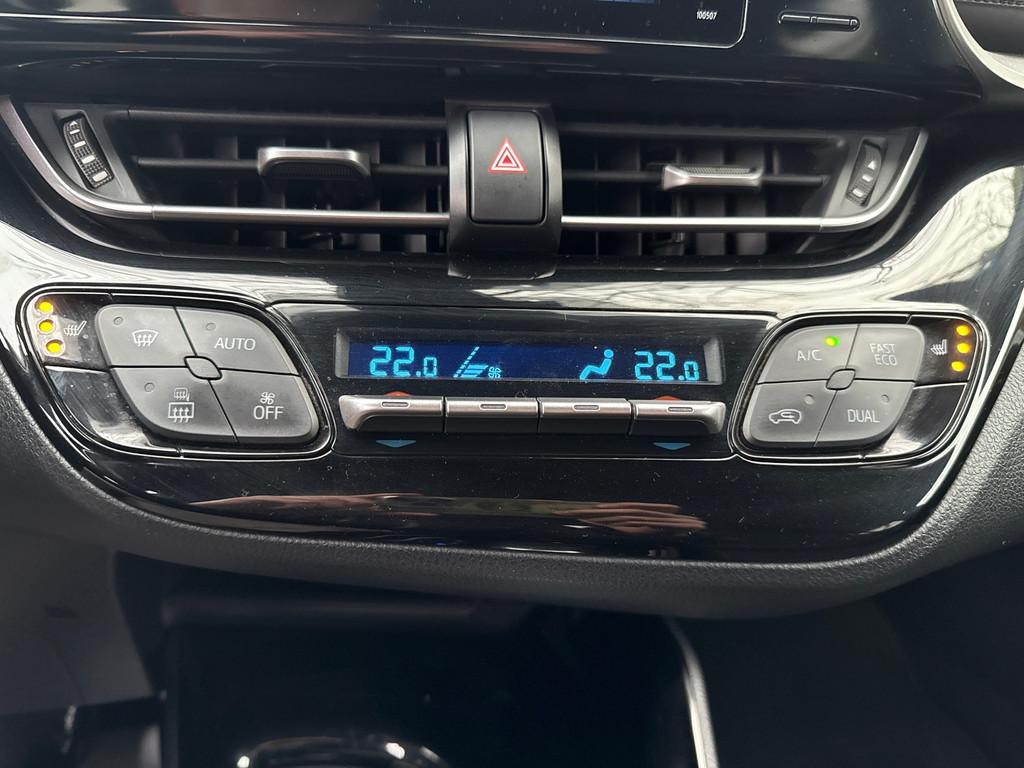 100507
AUTO
OFF
22.0
22.0
A/C
FAST
ECO
DUAL